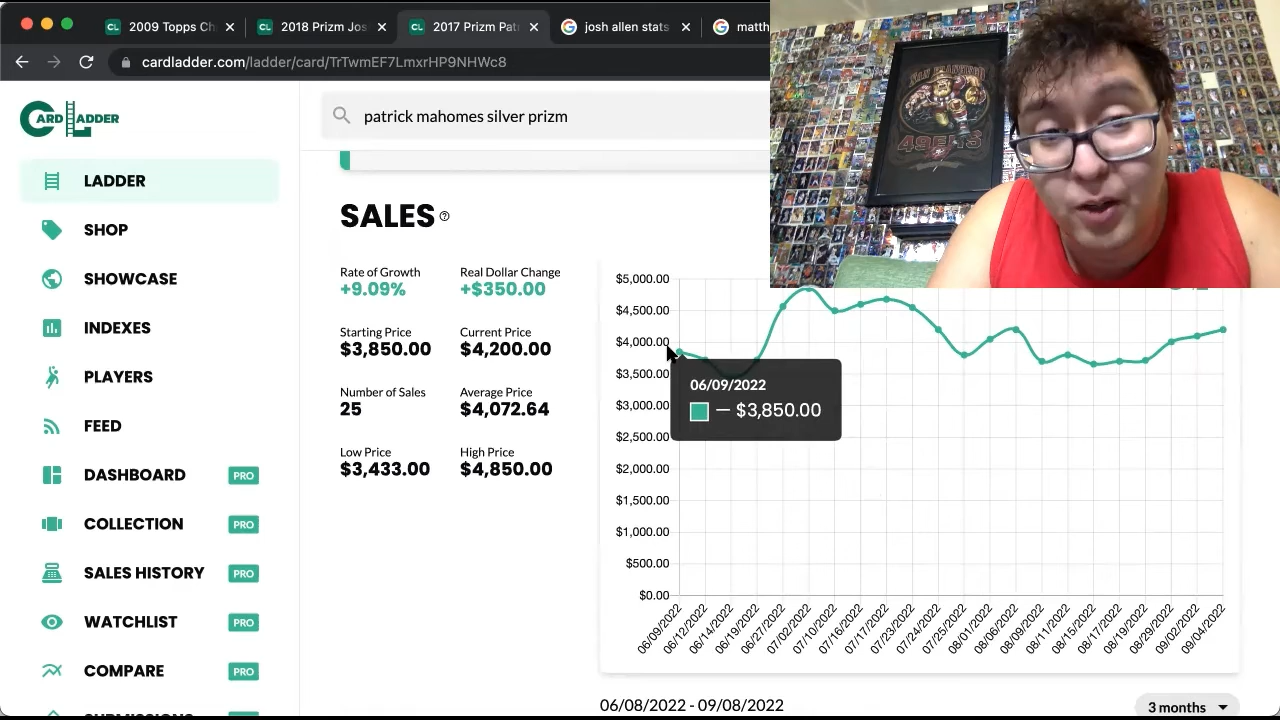 2009 Topps Ch
2018 Prizm Jos
2017 Prizm Patr
josh allen stats
matth
cardladder.com/ladder/card/TrTwmEF7LmxrHP9NHWc8
CARD LADDER
patrick mahomes silver prizm
SAN FRANCISCO
49ERS
LADDER
SHOP
SHOWCASE
INDEXES
PLAYERS
FEED
DASHBOARD PRO
COLLECTION PRO
SALES HISTORY PRO
WATCHLIST PRO
COMPARE PRO
SALES
Rate of Growth
+9.09%
Real Dollar Change
+$350.00
Starting Price
$3,850.00
Current Price
$4,200.00
Number of Sales
25
Average Price
$4,072.64
Low Price
$3,433.00
High Price
$4,850.00
$5,000.00
$4,500.00
$4,000.00
$3,500.00
$3,000.00
$2,500.00
$2,000.00
$1,500.00
$1,000.00
$500.00
$0.00
06/09/2022
— $3,850.00
06/09/2022
06/12/2022
06/14/2022
06/19/2022
06/27/2022
07/02/2022
07/10/2022
07/16/2022
07/17/2022
07/23/2022
07/24/2022
07/25/2022
08/01/2022
08/06/2022
08/09/2022
08/11/2022
08/15/2022
08/17/2022
08/19/2022
08/29/2022
09/02/2022
09/04/2022
06/08/2022 - 09/08/2022
3 months